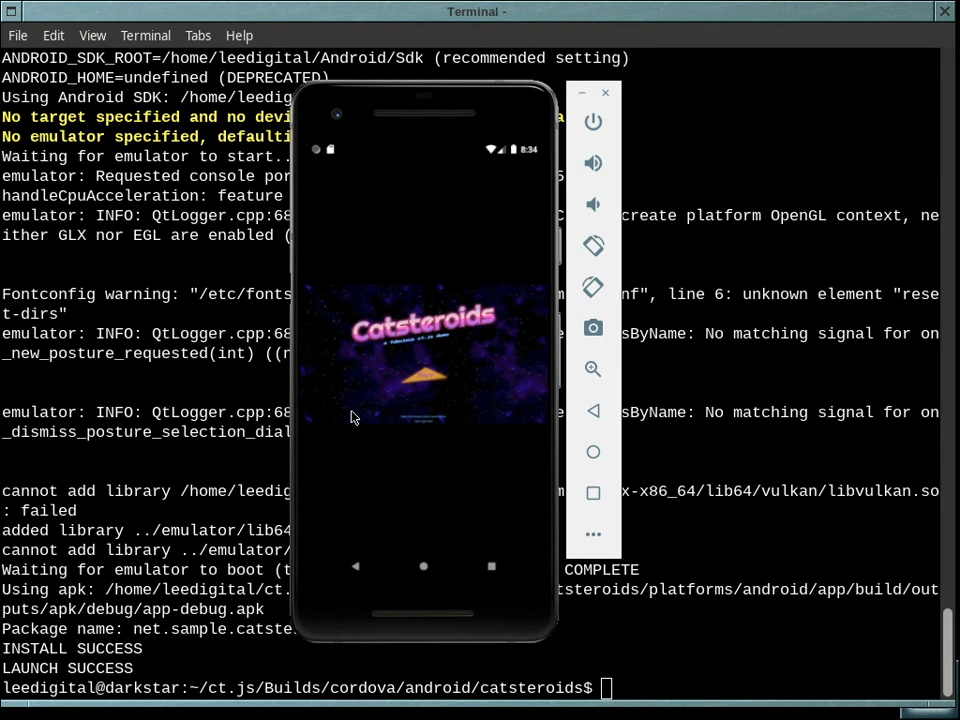 Terminal -
File Edit View Terminal Tabs Help
ANDROID_SDK_ROOT=/home/leedigital/Android/Sdk (recommended setting)
ANDROID_HOME=undefined (DEPRECATED)
Using Android SDK: /home/leedig
No target specified and no devi
No emulator specified, defaulti
Waiting for emulator to start..
8:34
emulator: Requested console por
handleCpuAcceleration: feature
emulator: INFO: QtLogger.cpp:68 create platform OpenGL context, ne
ither GLX nor EGL are enabled (
Fontconfig warning: "/etc/fonts nf", line 6: unknown element "rese
t-dirs"
Catsteroids
a fabulous ct.js demo
emulator: INFO: QtLogger.cpp:68 sByName: No matching signal for on
_new_posture_requested(int) ((n
emulator: INFO: QtLogger.cpp:68 sByName: No matching signal for on
_dismiss_posture_selection_dial
cannot add library /home/leedig x-x86_64/lib64/vulkan/libvulkan.so
: failed
added library ../emulator/lib64
cannot add library ../emulator/
Waiting for emulator to boot (t COMPLETE
Using apk: /home/leedigital/ct. tsteroids/platforms/android/app/build/out
puts/apk/debug/app-debug.apk
Package name: net.sample.catste
INSTALL SUCCESS
LAUNCH SUCCESS
leedigital@darkstar:~/ct.js/Builds/cordova/android/catsteroids$